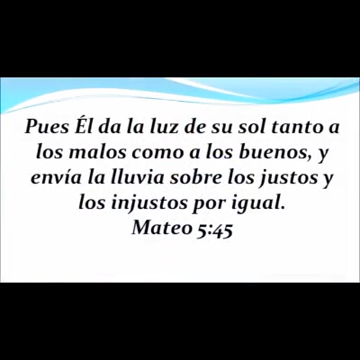 Pues Él da la luz de su sol tanto a
los malos como a los buenos, y
envía la lluvia sobre los justos y
los injustos por igual.
Mateo 5:45